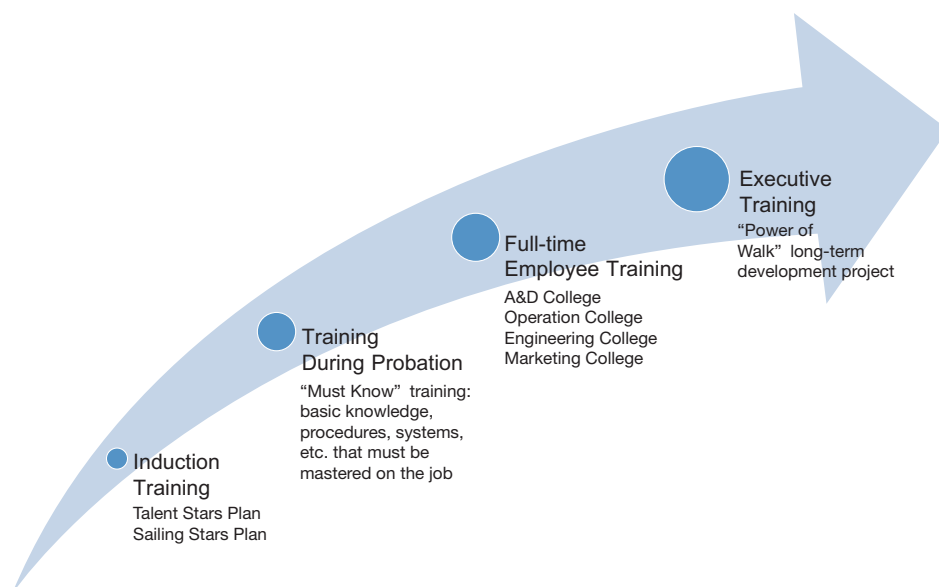 Executive
Training
“Power of
Walk” long-term
development project
Full-time
Employee Training
A&D College
Operation College
Engineering College
Marketing College
Training
During Probation
“Must Know” training:
basic knowledge,
procedures, systems,
etc. that must be
mastered on the job
Induction
Training
Talent Stars Plan
Sailing Stars Plan